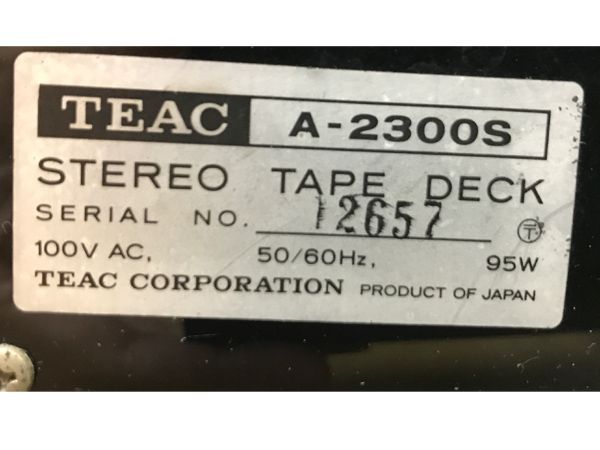 TEAC A-2300S
STEREO TAPE DECK
SERIAL NO. 12657 〶
100V AC, 50/60Hz, 95W
TEAC CORPORATION PRODUCT OF JAPAN